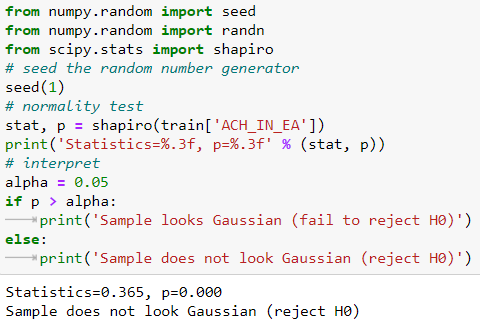 from numpy.random import seed
from numpy.random import randn
from scipy.stats import shapiro
# seed the random number generator
seed(1)
# normality test
stat, p = shapiro(train['ACH_IN_EA'])
print('Statistics=%.3f, p=%.3f' % (stat, p))
# interpret
alpha = 0.05
if p > alpha:
    print('Sample looks Gaussian (fail to reject H0)')
else:
    print('Sample does not look Gaussian (reject H0)')
Statistics=0.365, p=0.000
Sample does not look Gaussian (reject H0)